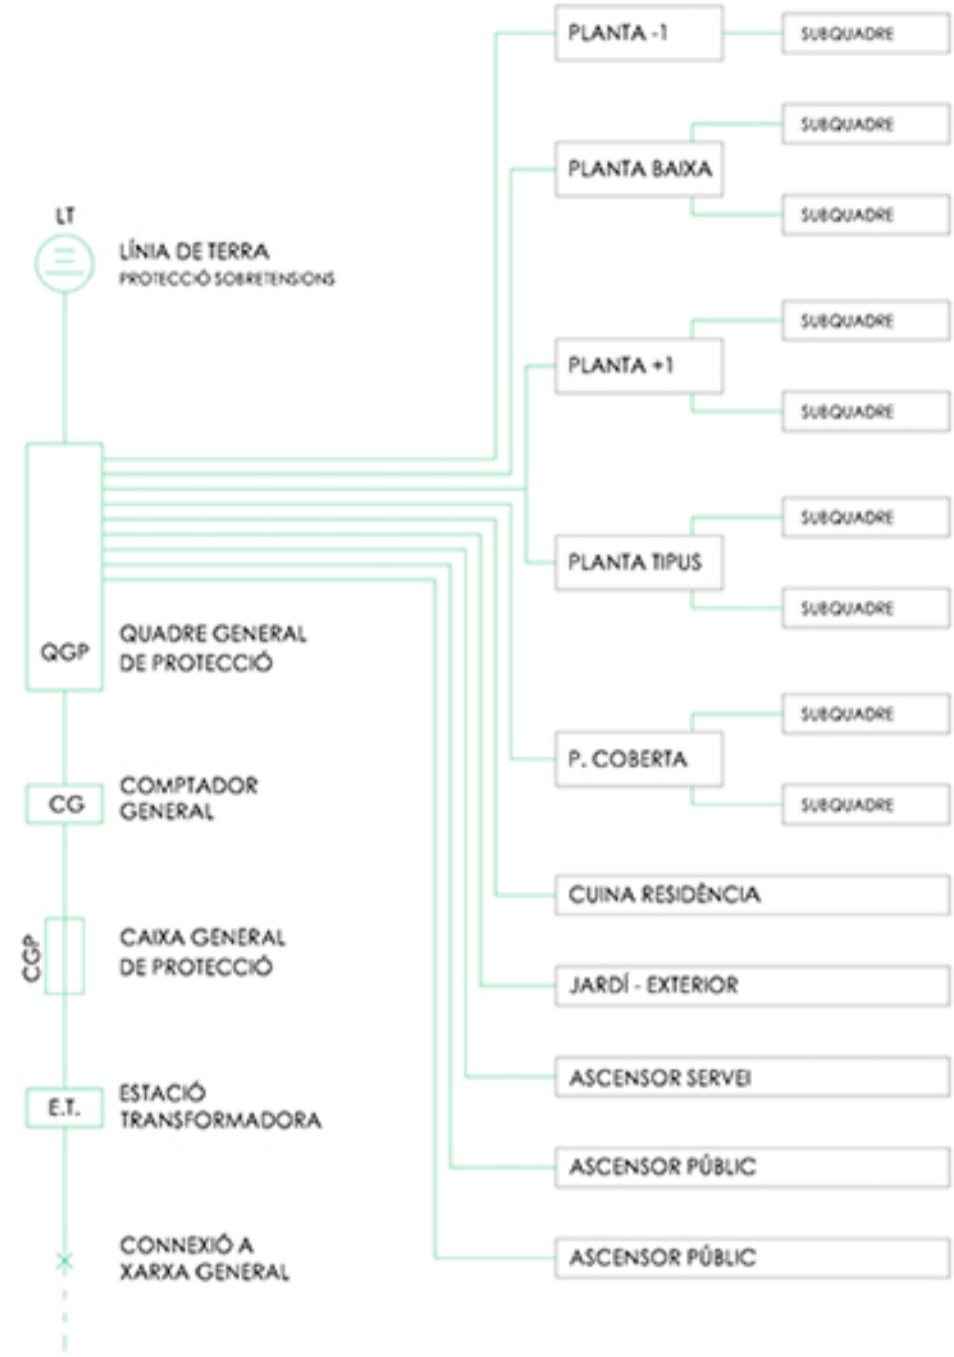 LT
LÍNIA DE TERRA
PROTECCIÓ SOBRETENSIONS
QGP
QUADRE GENERAL
DE PROTECCIÓ
CG
COMPTADOR
GENERAL
CGP
CAIXA GENERAL
DE PROTECCIÓ
E.T.
ESTACIÓ
TRANSFORMADORA
CONNEXIÓ A
XARXA GENERAL
PLANTA -1
SUBQUADRE
PLANTA BAIXA
SUBQUADRE
SUBQUADRE
PLANTA +1
SUBQUADRE
SUBQUADRE
PLANTA TIPUS
SUBQUADRE
SUBQUADRE
P. COBERTA
SUBQUADRE
SUBQUADRE
CUINA RESIDÈNCIA
JARDÍ - EXTERIOR
ASCENSOR SERVEI
ASCENSOR PÚBLIC
ASCENSOR PÚBLIC